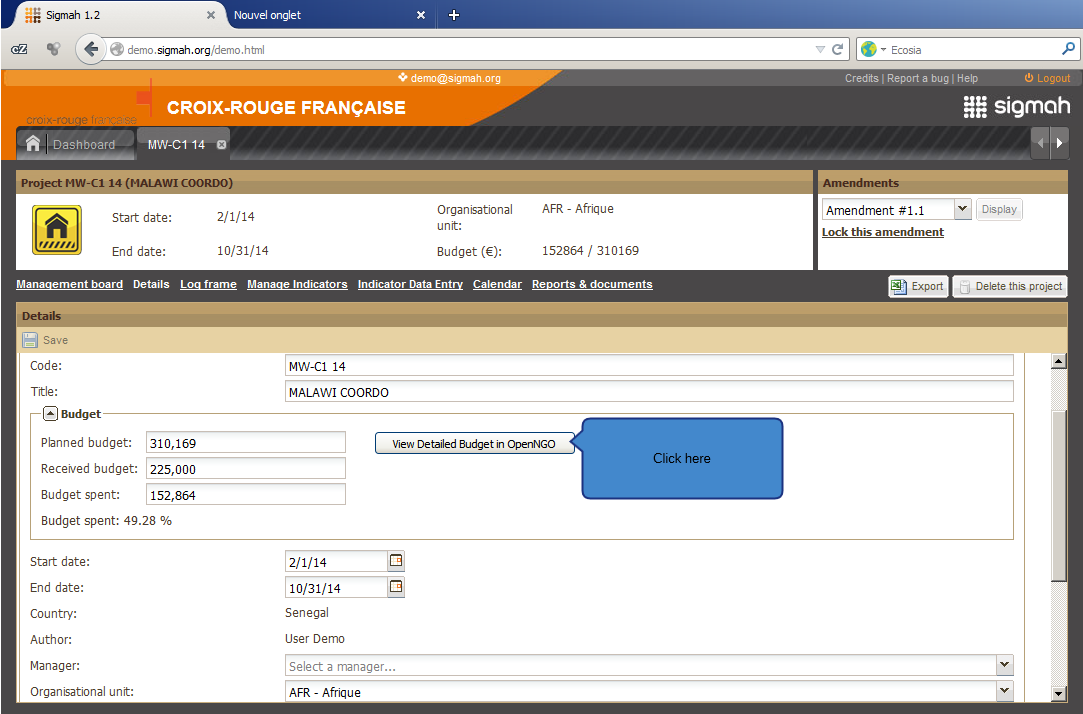 Sigmah 1.2
Nouvel onglet
demo.sigmah.org/demo.html
Ecosia
demo@sigmah.org
Credits | Report a bug | Help
Logout
croix-rouge française
CROIX-ROUGE FRANÇAISE
sigmah
Dashboard
MW-C1 14
Project MW-C1 14 (MALAWI COORDO)
Start date: 2/1/14
Organisational unit: AFR - Afrique
End date: 10/31/14
Budget (€): 152864 / 310169
Amendments
Amendment #1.1
Display
Lock this amendment
Management board Details Log frame Manage Indicators Indicator Data Entry Calendar Reports & documents
Export
Delete this project
Details
Save
Code: MW-C1 14
Title: MALAWI COORDO
Budget
Planned budget: 310,169
View Detailed Budget in OpenNGO
Click here
Received budget: 225,000
Budget spent: 152,864
Budget spent: 49.28 %
Start date: 2/1/14
End date: 10/31/14
Country: Senegal
Author: User Demo
Manager: Select a manager...
Organisational unit: AFR - Afrique